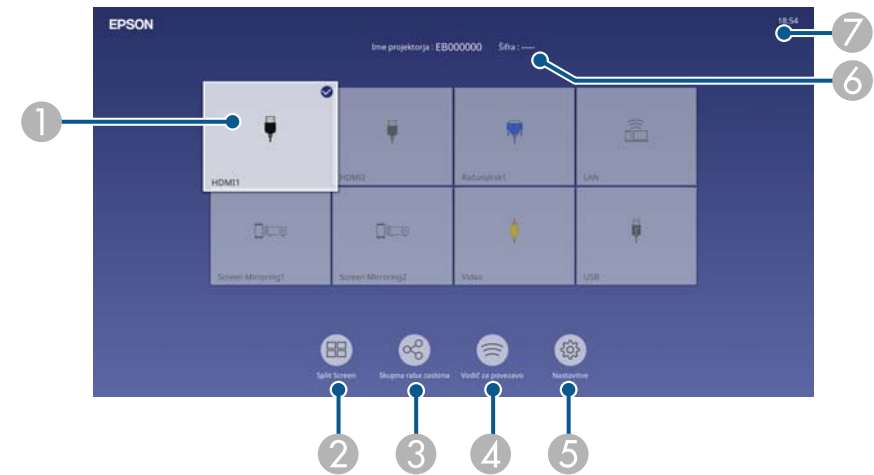 EPSON
18:54
7
Ime projektorja : EB000000 Šifra : ----
6
1
HDMI1
HDMI2
Računalnik1
LAN
Screen Mirroring1
Screen Mirroring2
Video
USB
Split Screen
Skupna raba zaslona
Vodič za povezavo
Nastavitve
2
3
4
5